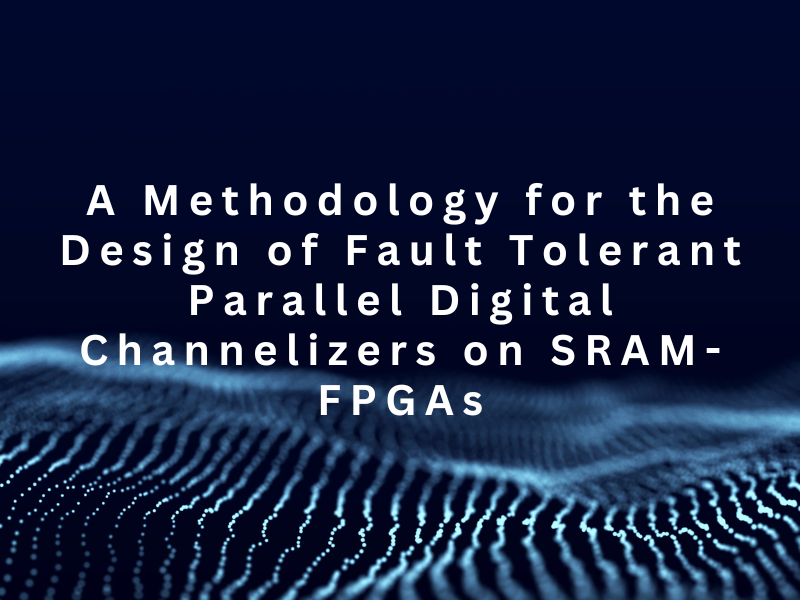 A Methodology for the
Design of Fault Tolerant
Parallel Digital
Channelizers on SRAM-
FPGAs